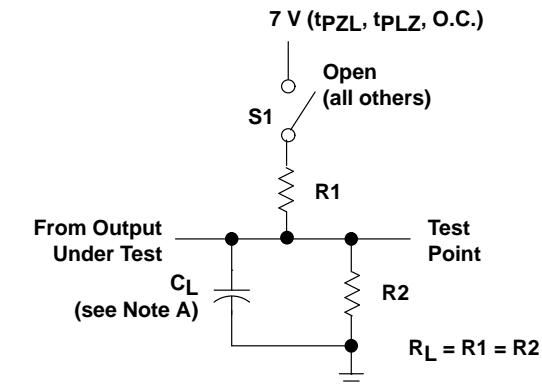 7 V (tPZL, tPLZ, O.C.)
Open
(all others)
S1
R1
From Output
Under Test
Test
Point
CL
(see Note A)
R2
RL = R1 = R2